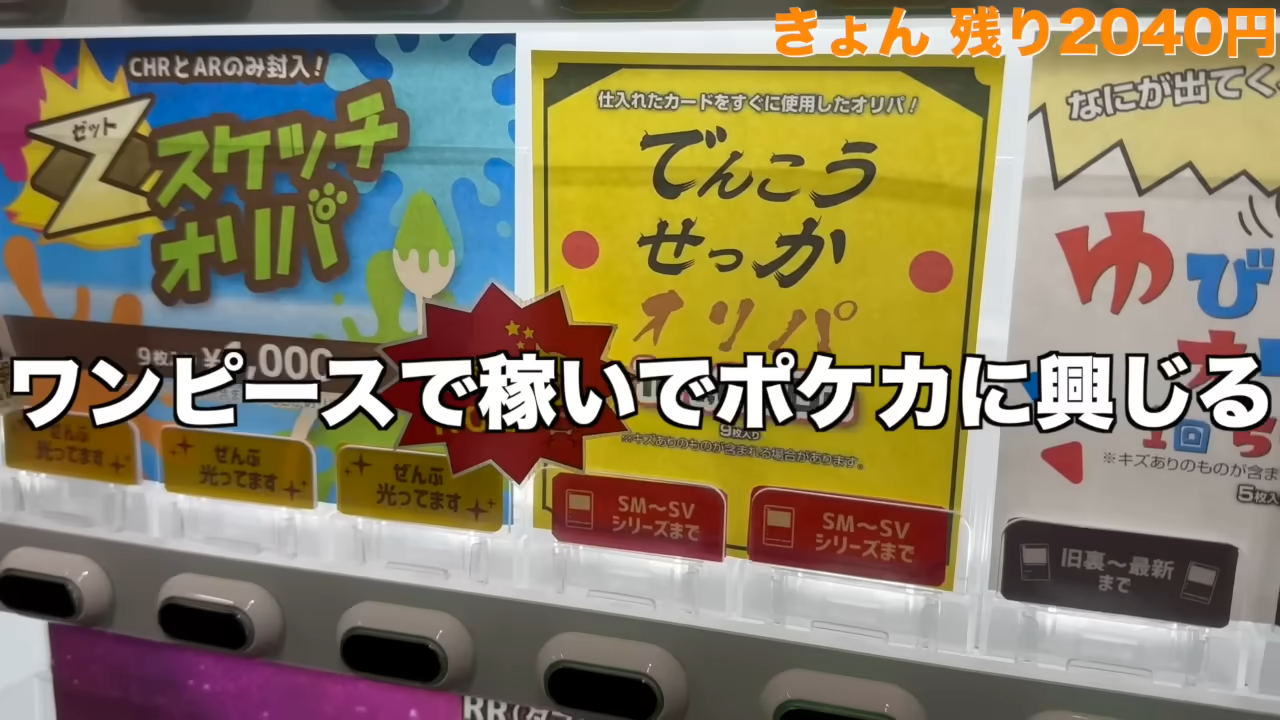 きょん 残り2040円
CHRとARのみ封入!
ゼット
Z
スケッチ
オリパ
9枚
¥1,000
ぜんぶ
光ってます
ぜんぶ
光ってます
ぜんぶ
光ってます
仕入れたカードをすぐに使用したオリパ!
でんこう
せっか
オリパ
9枚入り
※キズありのものが含まれる場合があります。
SM〜SV
シリーズまで
SM〜SV
シリーズまで
なにが出てく
ゆび
1回
※キズありのものが含ま
5枚入
旧裏〜最新
まで
ワンピースで稼いでポケカに興じる
RR